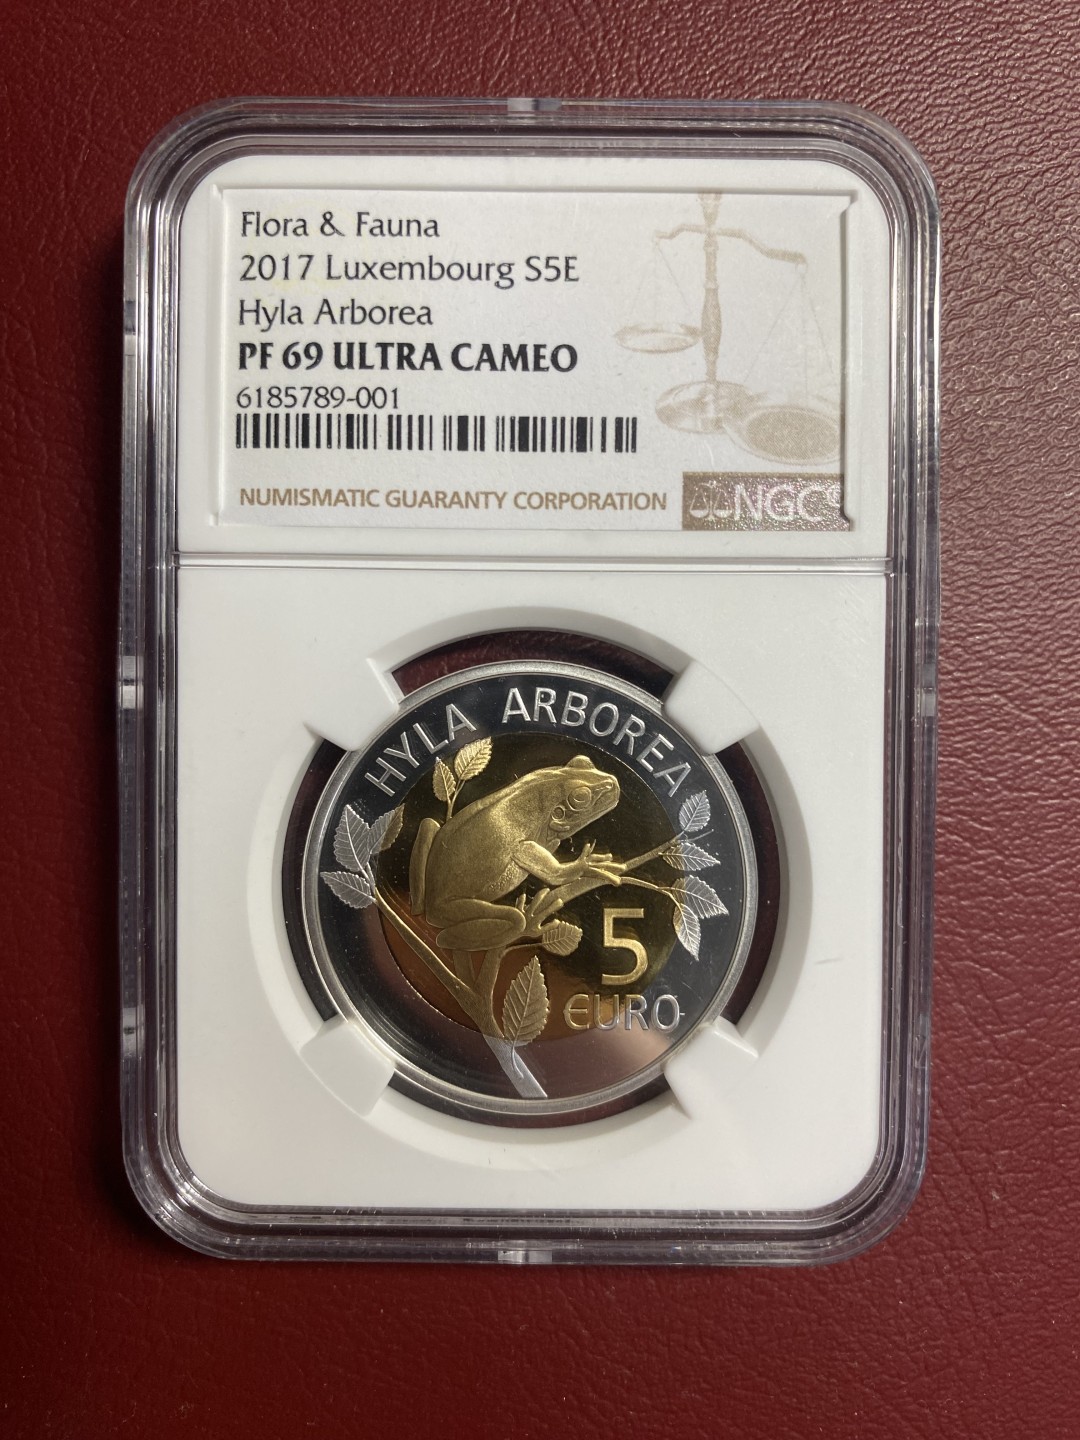 Flora & Fauna
2017 Luxembourg S5E
Hyla Arborea
PF 69 ULTRA CAMEO
6185789-001
NUMISMATIC GUARANTY CORPORATION
NGC
HYLA ARBOREA
5
EURO